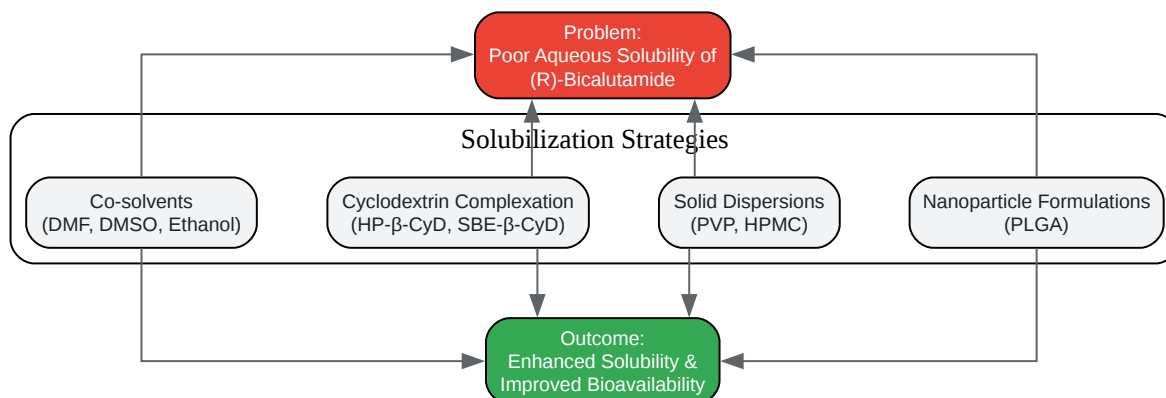 Problem:
Poor Aqueous Solubility of
(R)-Bicalutamide
Solubilization Strategies
Co-solvents
(DMF, DMSO, Ethanol)
Cyclodextrin Complexation
(HP-β-CyD, SBE-β-CyD)
Solid Dispersions
(PVP, HPMC)
Nanoparticle Formulations
(PLGA)
Outcome:
Enhanced Solubility &
Improved Bioavailability